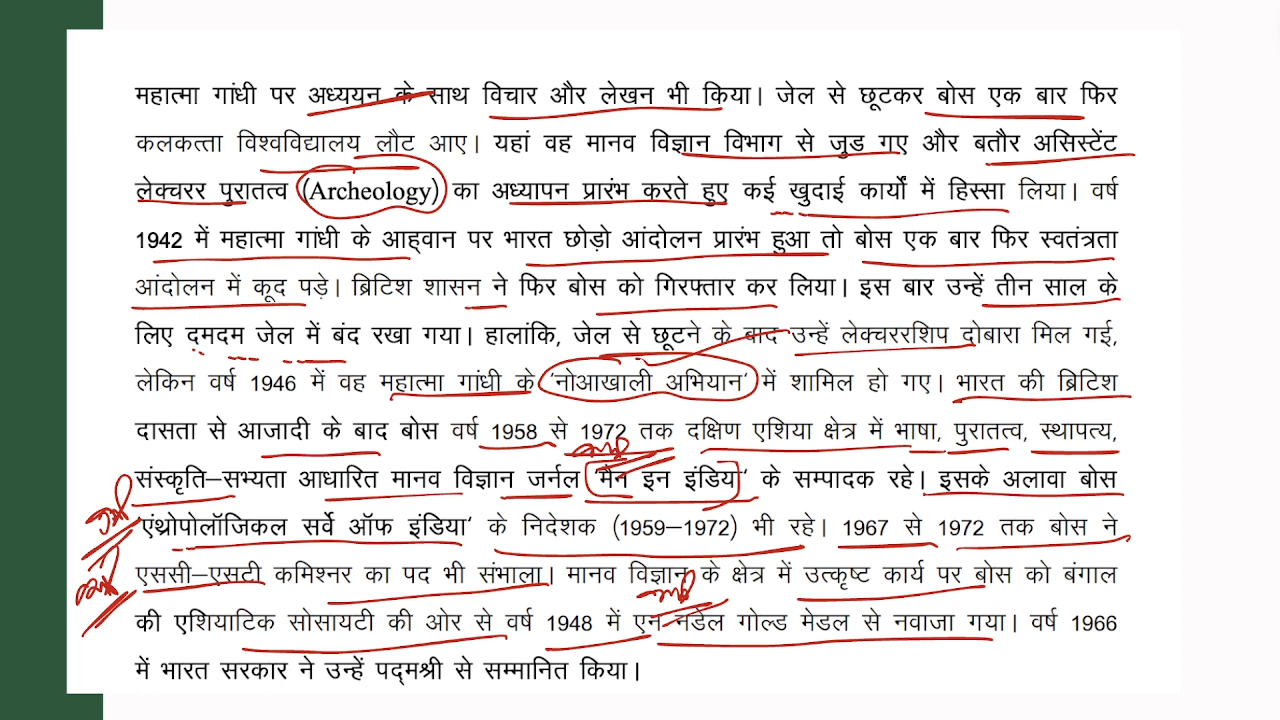 महात्मा गांधी पर अध्ययन के साथ विचार और लेखन भी किया। जेल से छूटकर बोस एक बार फिर
कलकत्ता विश्वविद्यालय लौट आए। यहां वह मानव विज्ञान विभाग से जुड गए और बतौर असिस्टेंट
लेक्चरर पुरातत्व (Archeology) का अध्यापन प्रारंभ करते हुए कई खुदाई कार्यों में हिस्सा लिया। वर्ष
1942 में महात्मा गांधी के आह्वान पर भारत छोड़ो आंदोलन प्रारंभ हुआ तो बोस एक बार फिर स्वतंत्रता
आंदोलन में कूद पड़े। ब्रिटिश शासन ने फिर बोस को गिरफ्तार कर लिया। इस बार उन्हें तीन साल के
लिए दमदम जेल में बंद रखा गया। हालांकि, जेल से छूटने के बाद उन्हें लेक्चररशिप दोबारा मिल गई,
लेकिन वर्ष 1946 में वह महात्मा गांधी के 'नोआखाली अभियान' में शामिल हो गए। भारत की ब्रिटिश
दासता से आजादी के बाद बोस वर्ष 1958 से 1972 तक दक्षिण एशिया क्षेत्र में भाषा, पुरातत्व, स्थापत्य,
संस्कृति–सभ्यता आधारित मानव विज्ञान जर्नल 'मैन इन इंडिय' के सम्पादक रहे। इसके अलावा बोस
'एंथ्रोपोलॉजिकल सर्वे ऑफ इंडिया' के निदेशक (1959–1972) भी रहे। 1967 से 1972 तक बोस ने
एससी–एसटी कमिश्नर का पद भी संभाला। मानव विज्ञान के क्षेत्र में उत्कृष्ट कार्य पर बोस को बंगाल
की एशियाटिक सोसायटी की ओर से वर्ष 1948 में एन नडेल गोल्ड मेडल से नवाजा गया। वर्ष 1966
में भारत सरकार ने उन्हें पद्मश्री से सम्मानित किया।